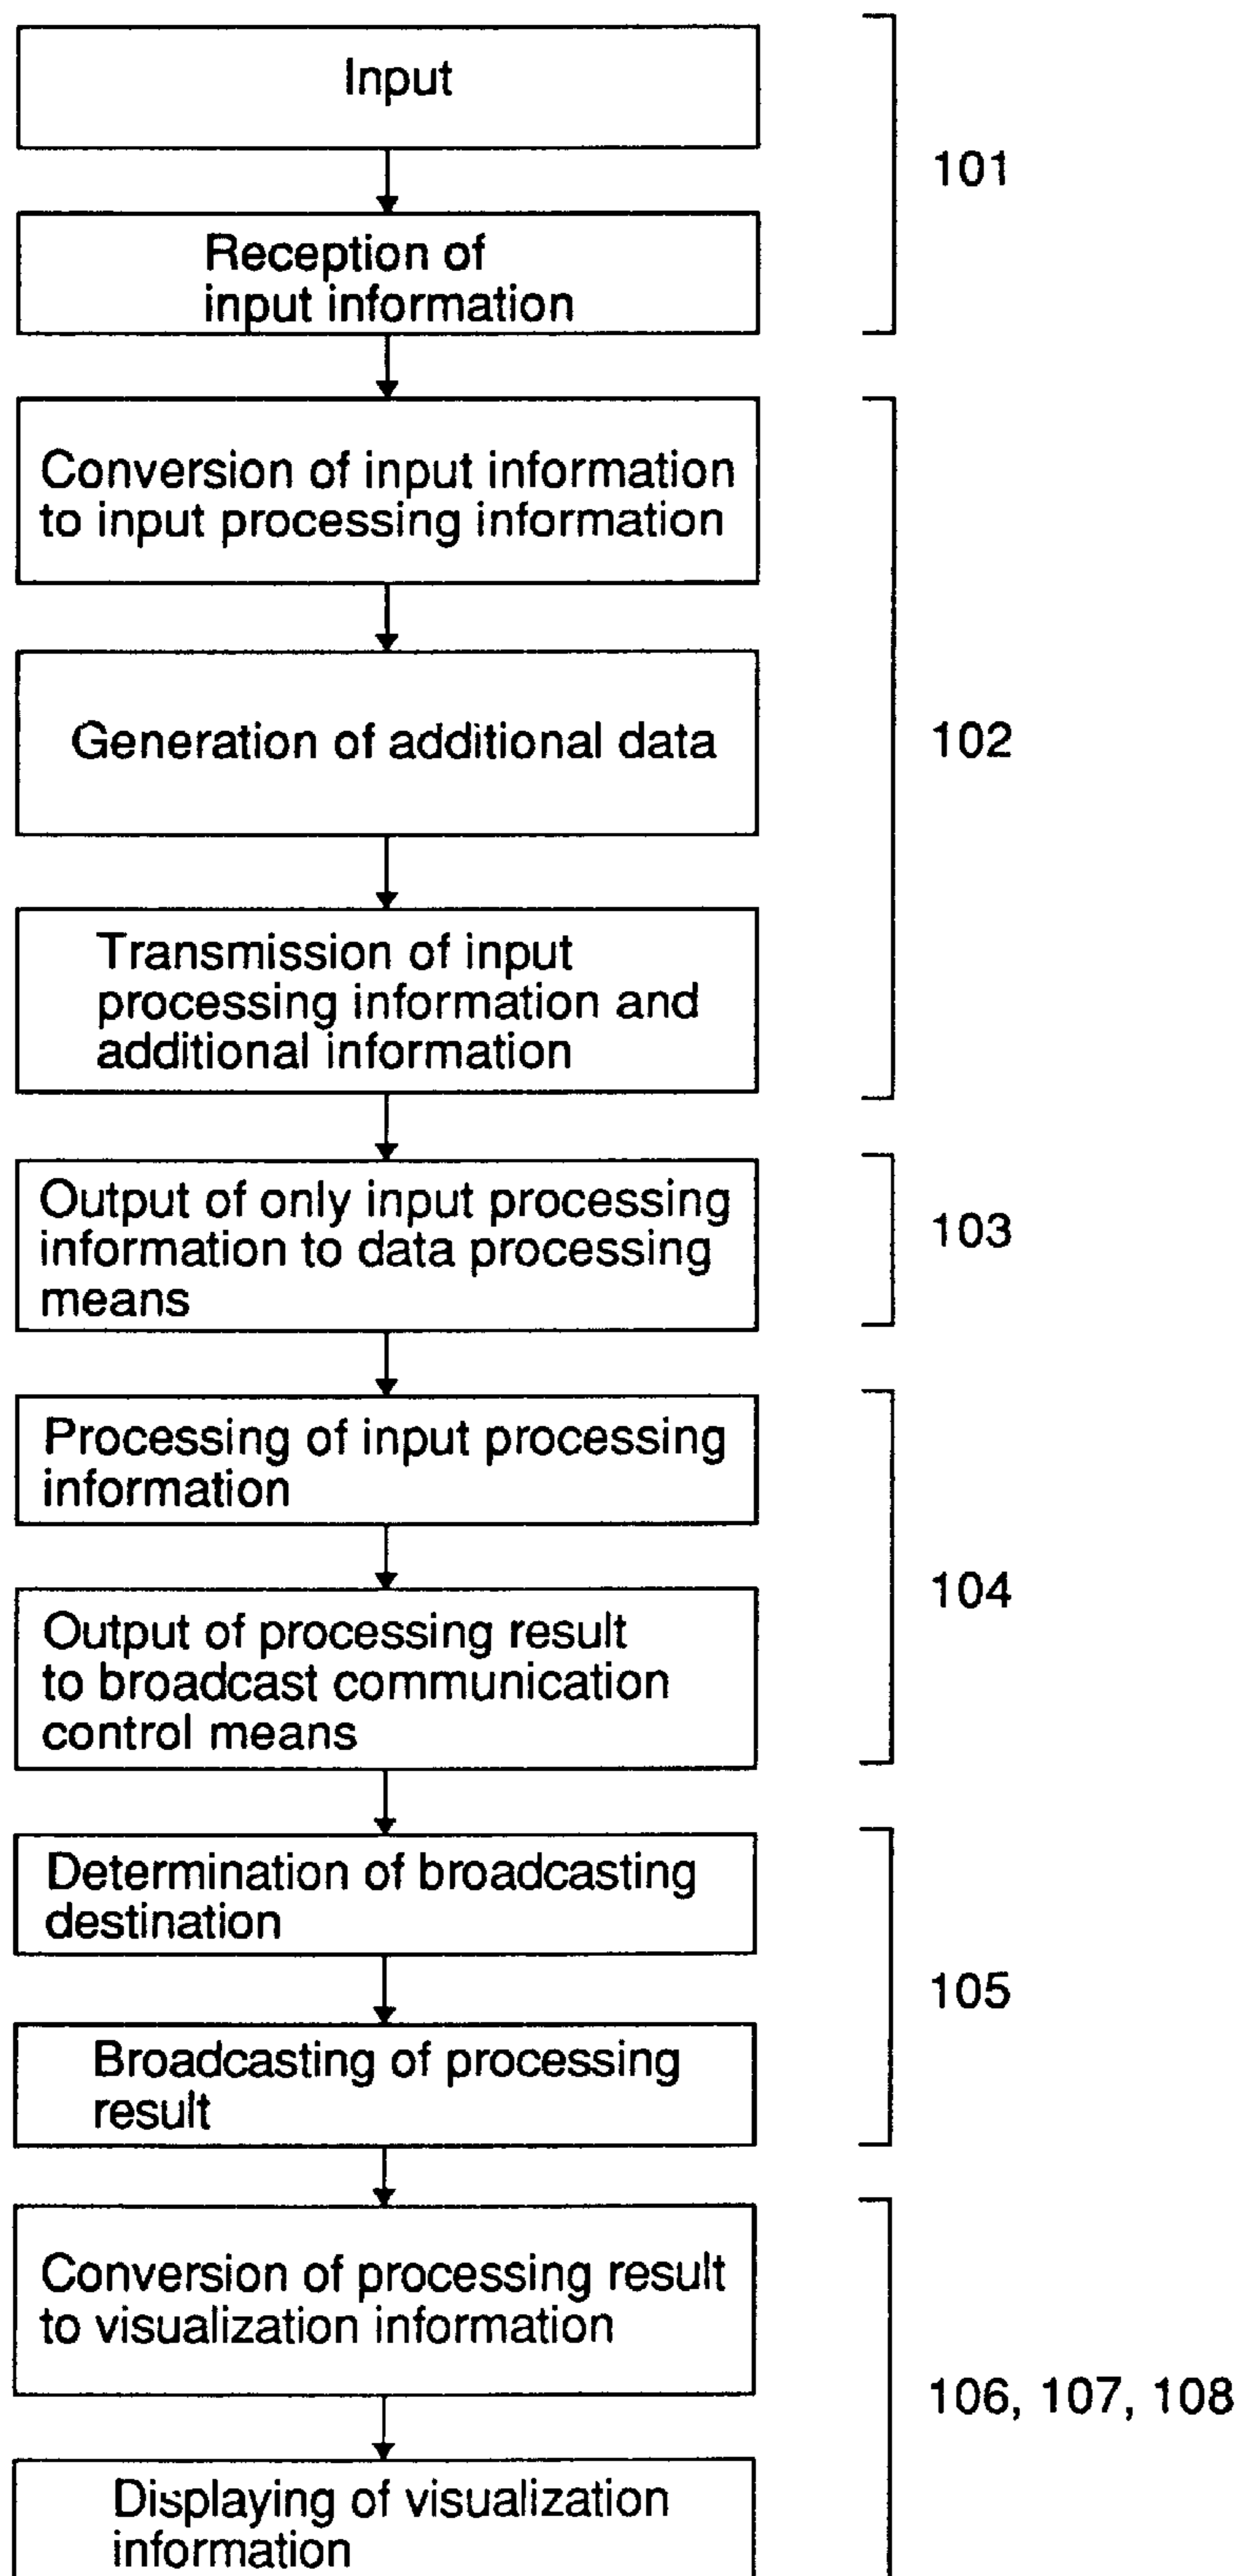 Input
101
Reception of
input information
Conversion of input information
to input processing information
Generation of additional data
102
Transmission of input
processing information and
additional information
Output of only input processing
information to data processing
means
103
Processing of input processing
information
104
Output of processing result
to broadcast communication
control means
Determination of broadcasting
destination
105
Broadcasting of processing
result
Conversion of processing result
to visualization information
106, 107, 108
Displaying of visualization
information